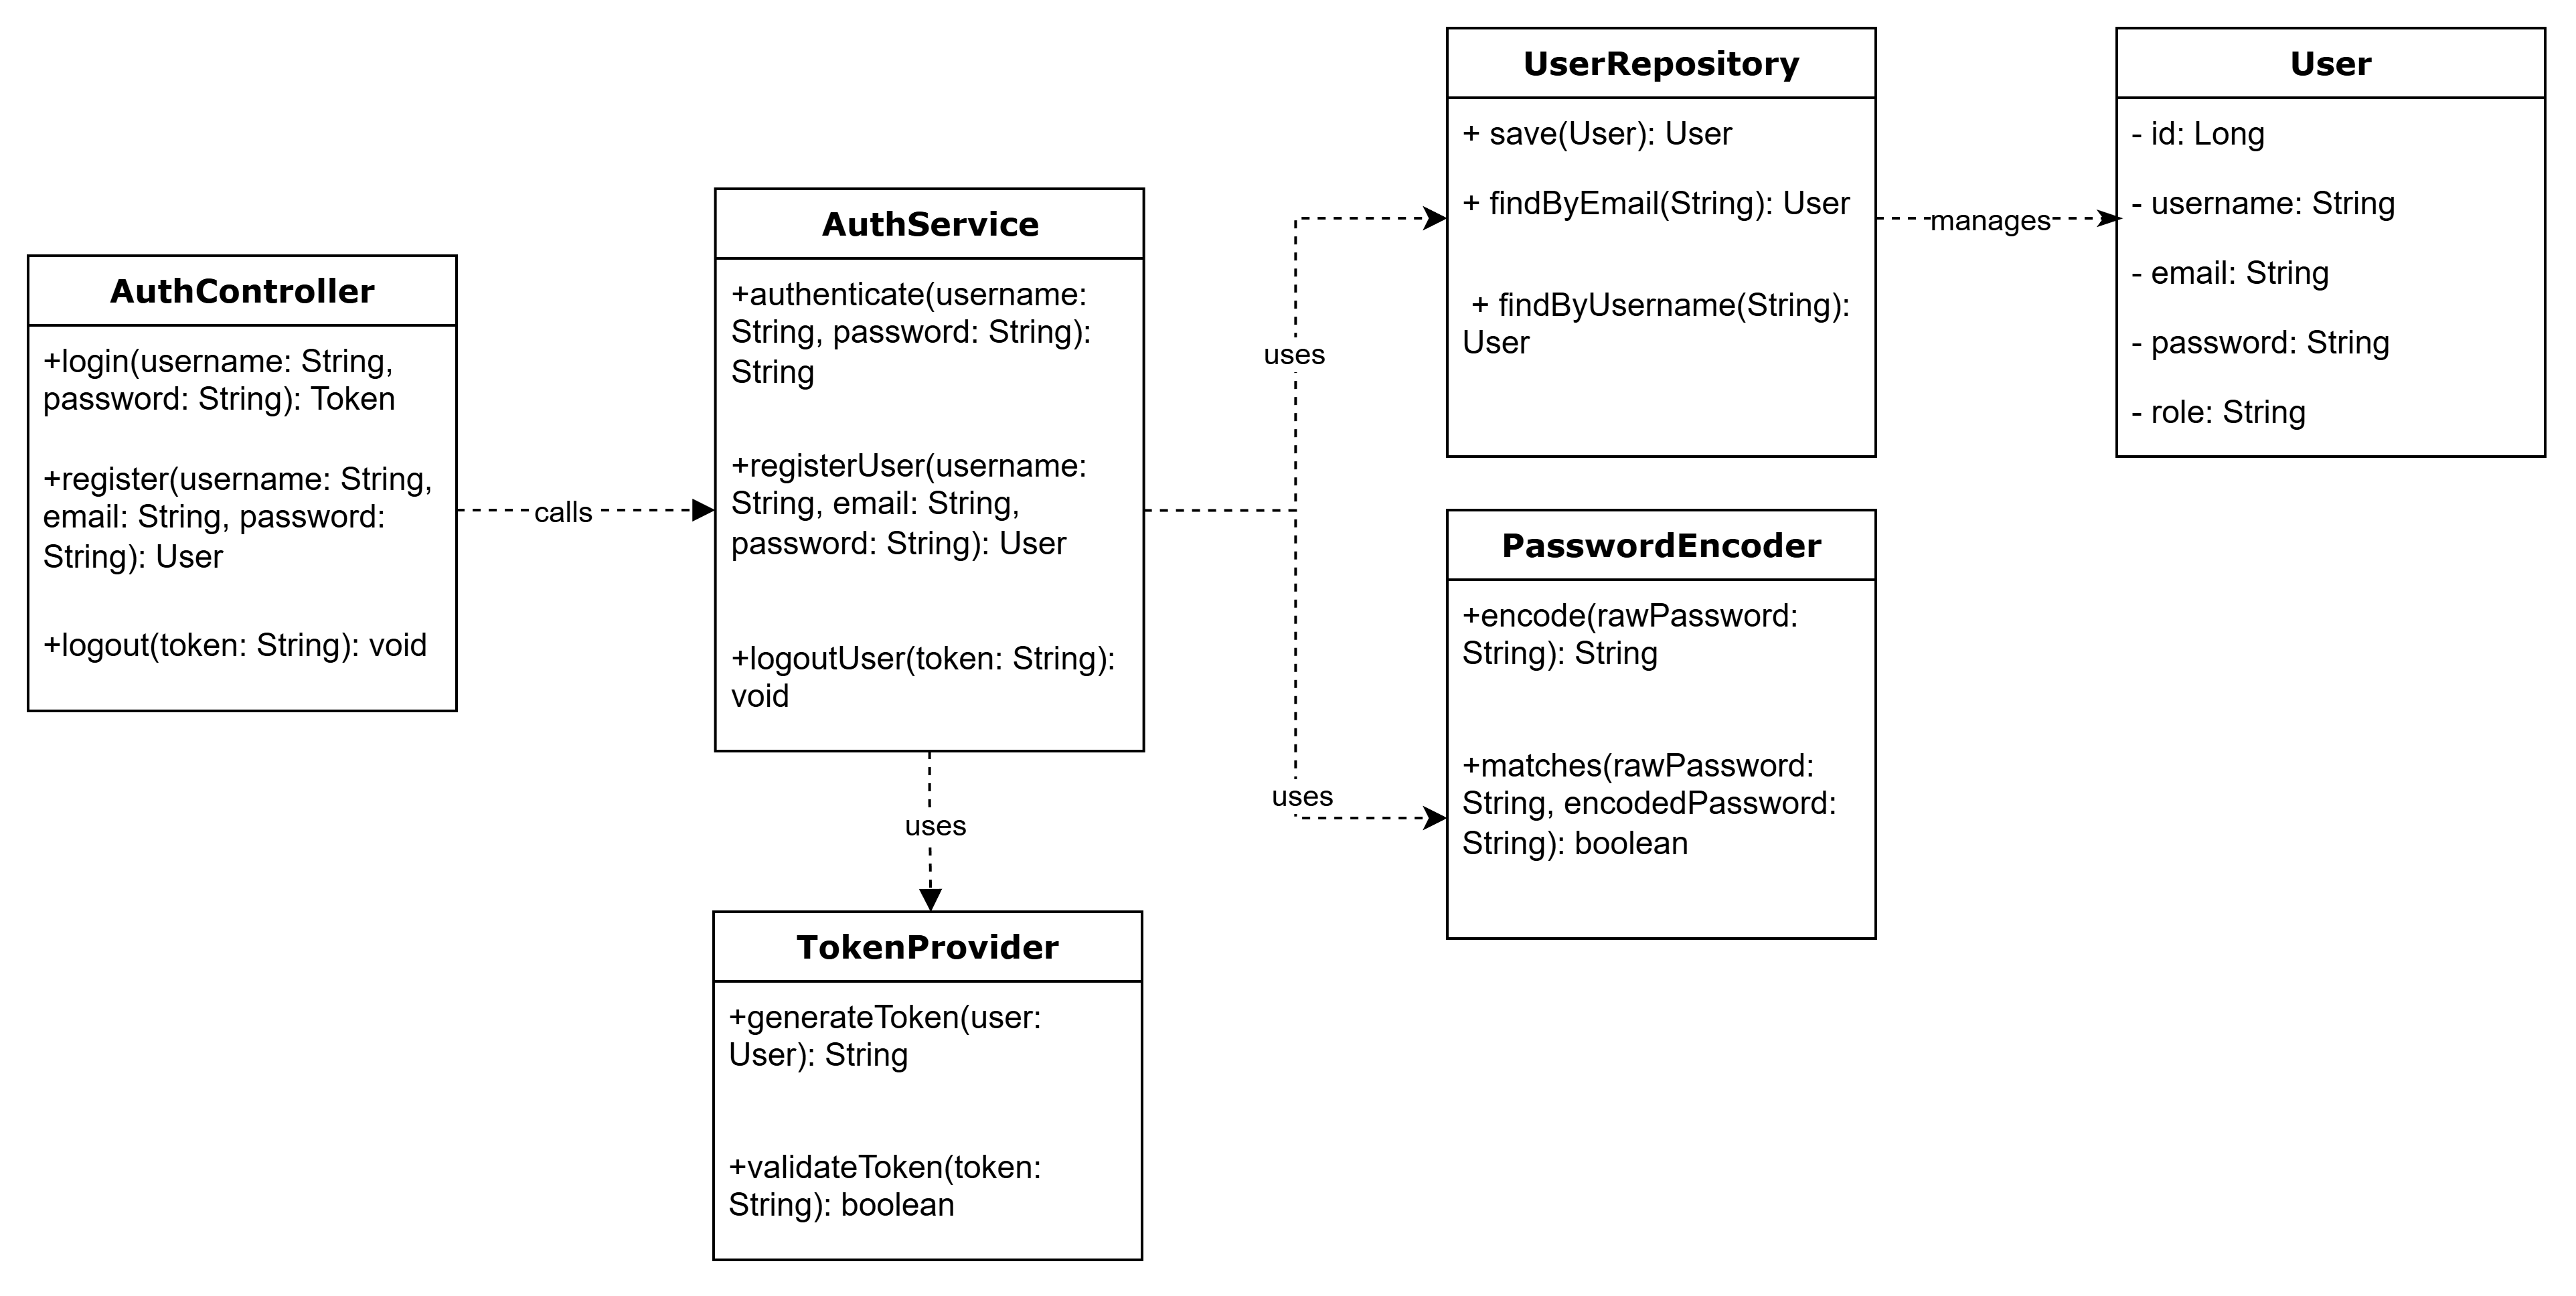 AuthController
+login(username: String,
password: String): Token
+register(username: String,
email: String, password:
String): User
+logout(token: String): void
calls
AuthService
+authenticate(username:
String, password: String):
String
+registerUser(username:
String, email: String,
password: String): User
+logoutUser(token: String):
void
uses
TokenProvider
+generateToken(user:
User): String
+validateToken(token:
String): boolean
uses
uses
UserRepository
+ save(User): User
+ findByEmail(String): User
+ findByUsername(String):
User
manages
User
- id: Long
- username: String
- email: String
- password: String
- role: String
PasswordEncoder
+encode(rawPassword:
String): String
+matches(rawPassword:
String, encodedPassword:
String): boolean